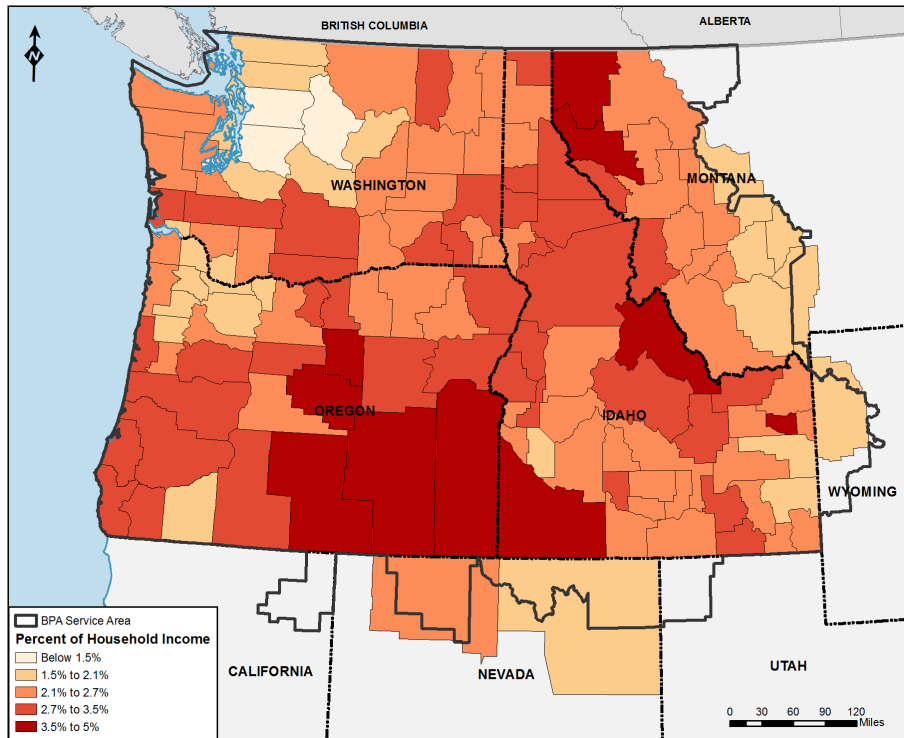 BRITISH COLUMBIA
ALBERTA
N
WASHINGTON
MONTANA
OREGON
IDAHO
WYOMING
CALIFORNIA
NEVADA
UTAH
BPA Service Area
Percent of Household Income
Below 1.5%
1.5% to 2.1%
2.1% to 2.7%
2.7% to 3.5%
3.5% to 5%
0 15 30 60 90 120
Miles